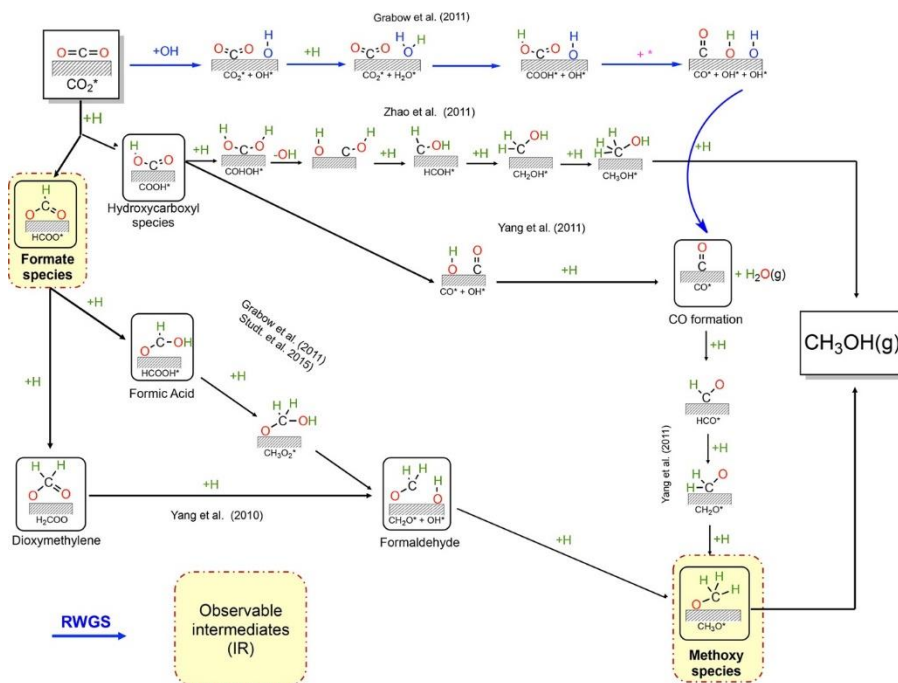 Grabow et al. (2011)
O=C=O
CO₂*
+OH
CO₂* + OH*
+H
CO₂* + H₂O*
COOH* + OH*
+ *
CO* + OH* + OH*
+H
Zhao et al. (2011)
COOH*
Hydroxycarboxyl
species
+H
COHOH*
-OH
+H
HCOH*
+H
CH₂OH*
+H
CH₃OH*
+H
HCOO*
Formate
species
Yang et al. (2011)
CO* + OH*
+H
CO*
+ H₂O(g)
CO formation
CH₃OH(g)
+H
HCOOH*
Formic Acid
Grabow et al. (2011)
Studt. et al. 2015)
+H
CH₃O₂*
+H
+H
HCO*
+H
Yang et al. (2011)
CH₂O*
+H
H₂COO
Dioxymethylene
+H
Yang et al. (2010)
CH₂O* + OH*
Formaldehyde
+H
CH₃O*
Methoxy
species
RWGS
Observable
intermediates
(IR)